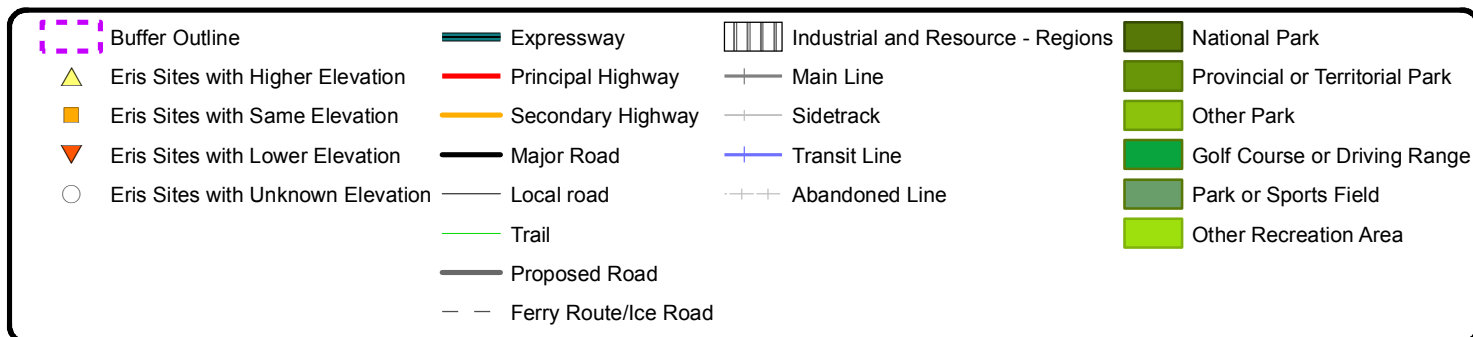 Buffer Outline
Eris Sites with Higher Elevation
Eris Sites with Same Elevation
Eris Sites with Lower Elevation
Eris Sites with Unknown Elevation
Expressway
Principal Highway
Secondary Highway
Major Road
Local road
Trail
Proposed Road
Ferry Route/Ice Road
Industrial and Resource - Regions
Main Line
Sidetrack
Transit Line
Abandoned Line
National Park
Provincial or Territorial Park
Other Park
Golf Course or Driving Range
Park or Sports Field
Other Recreation Area